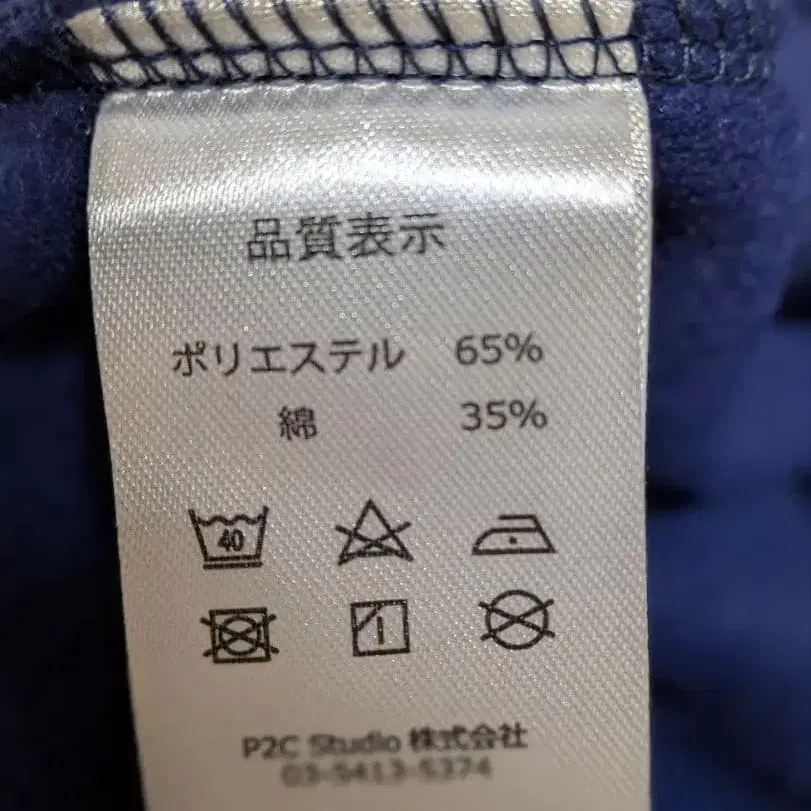 品質表示
ポリエステル 65%
綿 35%
40
P2C Studio 株式会社
03-5413-5374